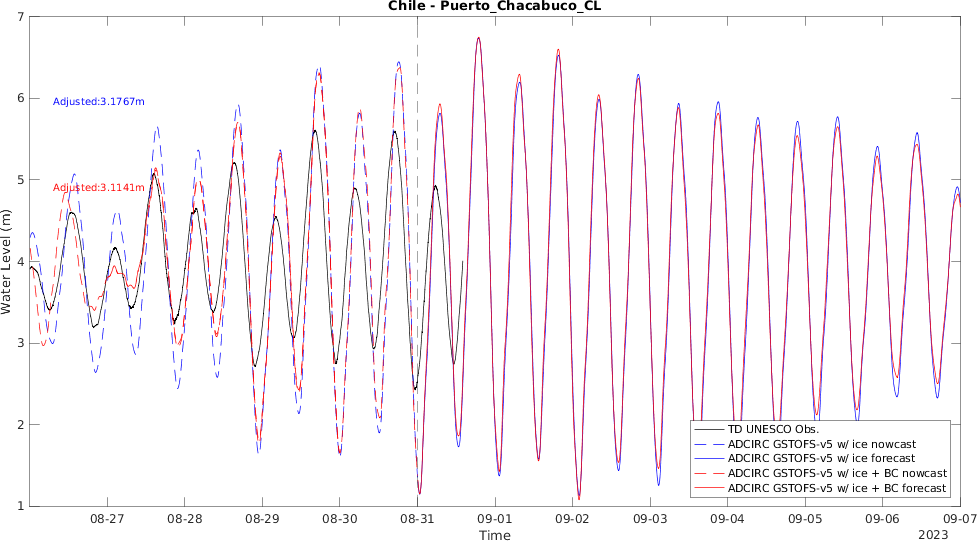 Chile - Puerto_Chacabuco_CL
7
6
5
4
3
2
1
Water Level (m)
Adjusted:3.1767m
Adjusted:3.1141m
TD UNESCO Obs.
ADCIRC GSTOFS-v5 w/ ice nowcast
ADCIRC GSTOFS-v5 w/ ice forecast
ADCIRC GSTOFS-v5 w/ ice + BC nowcast
ADCIRC GSTOFS-v5 w/ ice + BC forecast
08-27 08-28 08-29 08-30 08-31 09-01 09-02 09-03 09-04 09-05 09-06 09-07
Time
2023